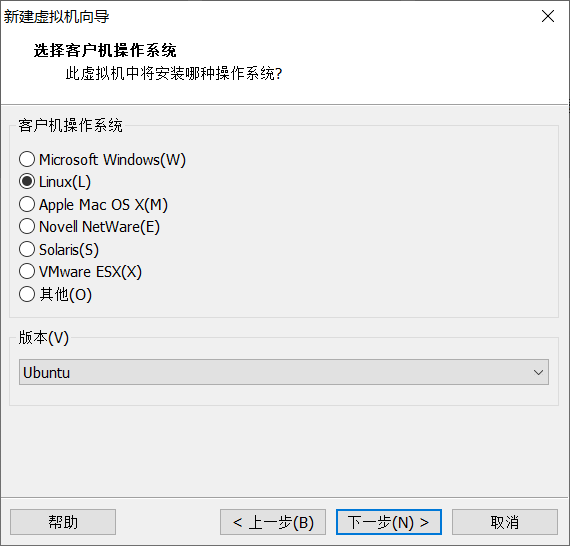 新建虚拟机向导
选择客户机操作系统
此虚拟机中将安装哪种操作系统?
客户机操作系统
Microsoft Windows(W)
Linux(L)
Apple Mac OS X(M)
Novell NetWare(E)
Solaris(S)
VMware ESX(X)
其他(O)
版本(V)
Ubuntu
帮助
< 上一步(B)
下一步(N) >
取消